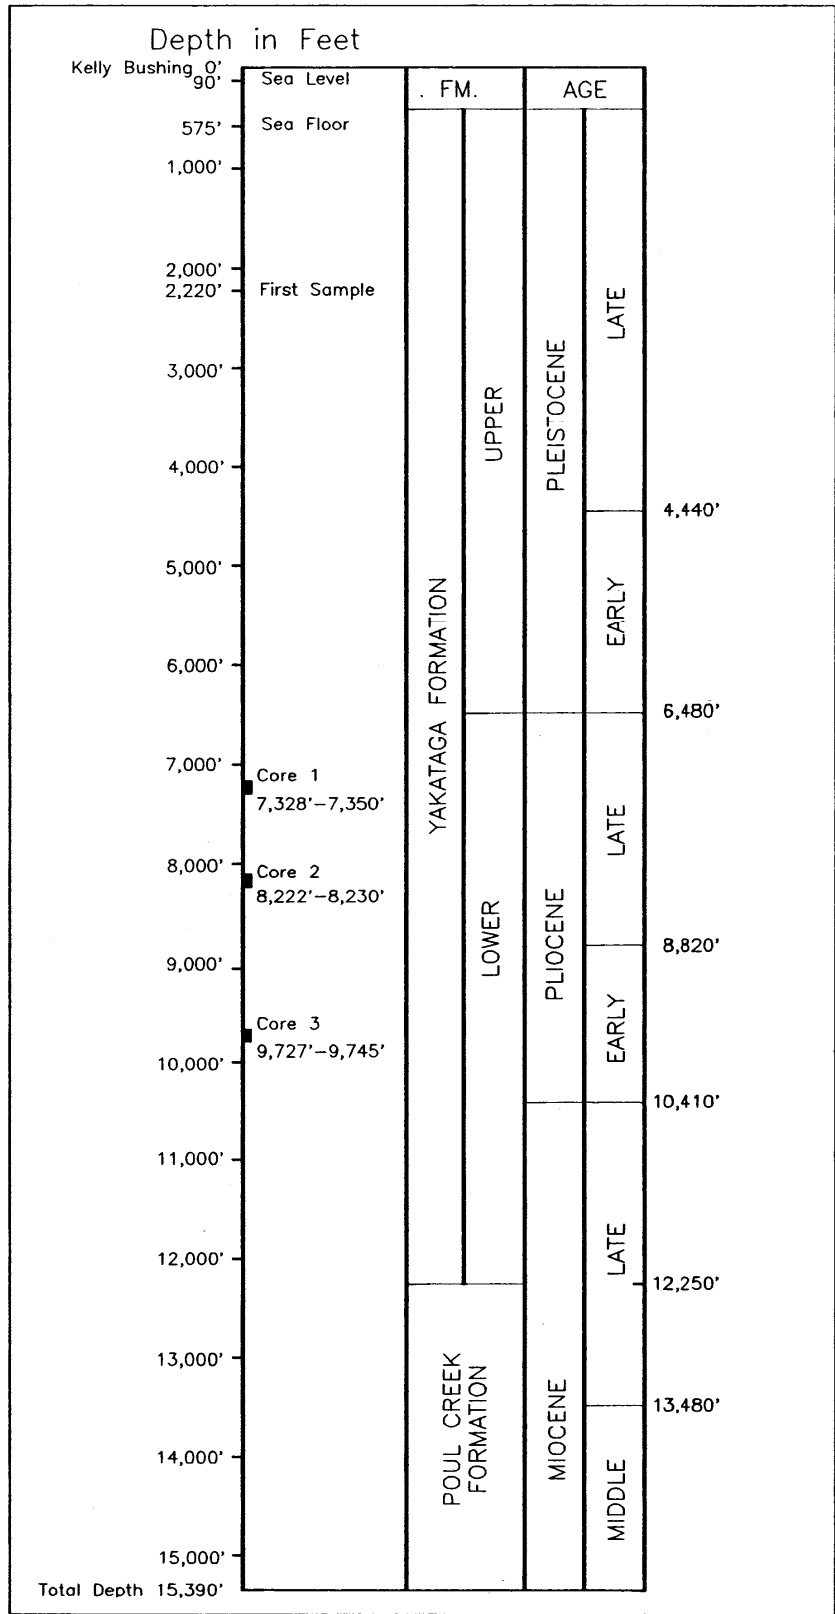 Depth in Feet
Kelly Bushing 0'
90'
Sea Level
. FM.
AGE
575'
Sea Floor
1,000'
2,000'
2,220'
First Sample
LATE
3,000'
PLEISTOCENE
UPPER
4,000'
4,440'
5,000'
EARLY
YAKATAGA FORMATION
6,000'
6,480'
7,000'
Core 1
7,328'–7,350'
LATE
8,000'
Core 2
8,222'–8,230'
LOWER
PLIOCENE
8,820'
9,000'
EARLY
Core 3
9,727'–9,745'
10,000'
10,410'
11,000'
LATE
12,000'
12,250'
13,000'
POUL CREEK
FORMATION
MIOCENE
13,480'
14,000'
MIDDLE
15,000'
Total Depth 15,390'